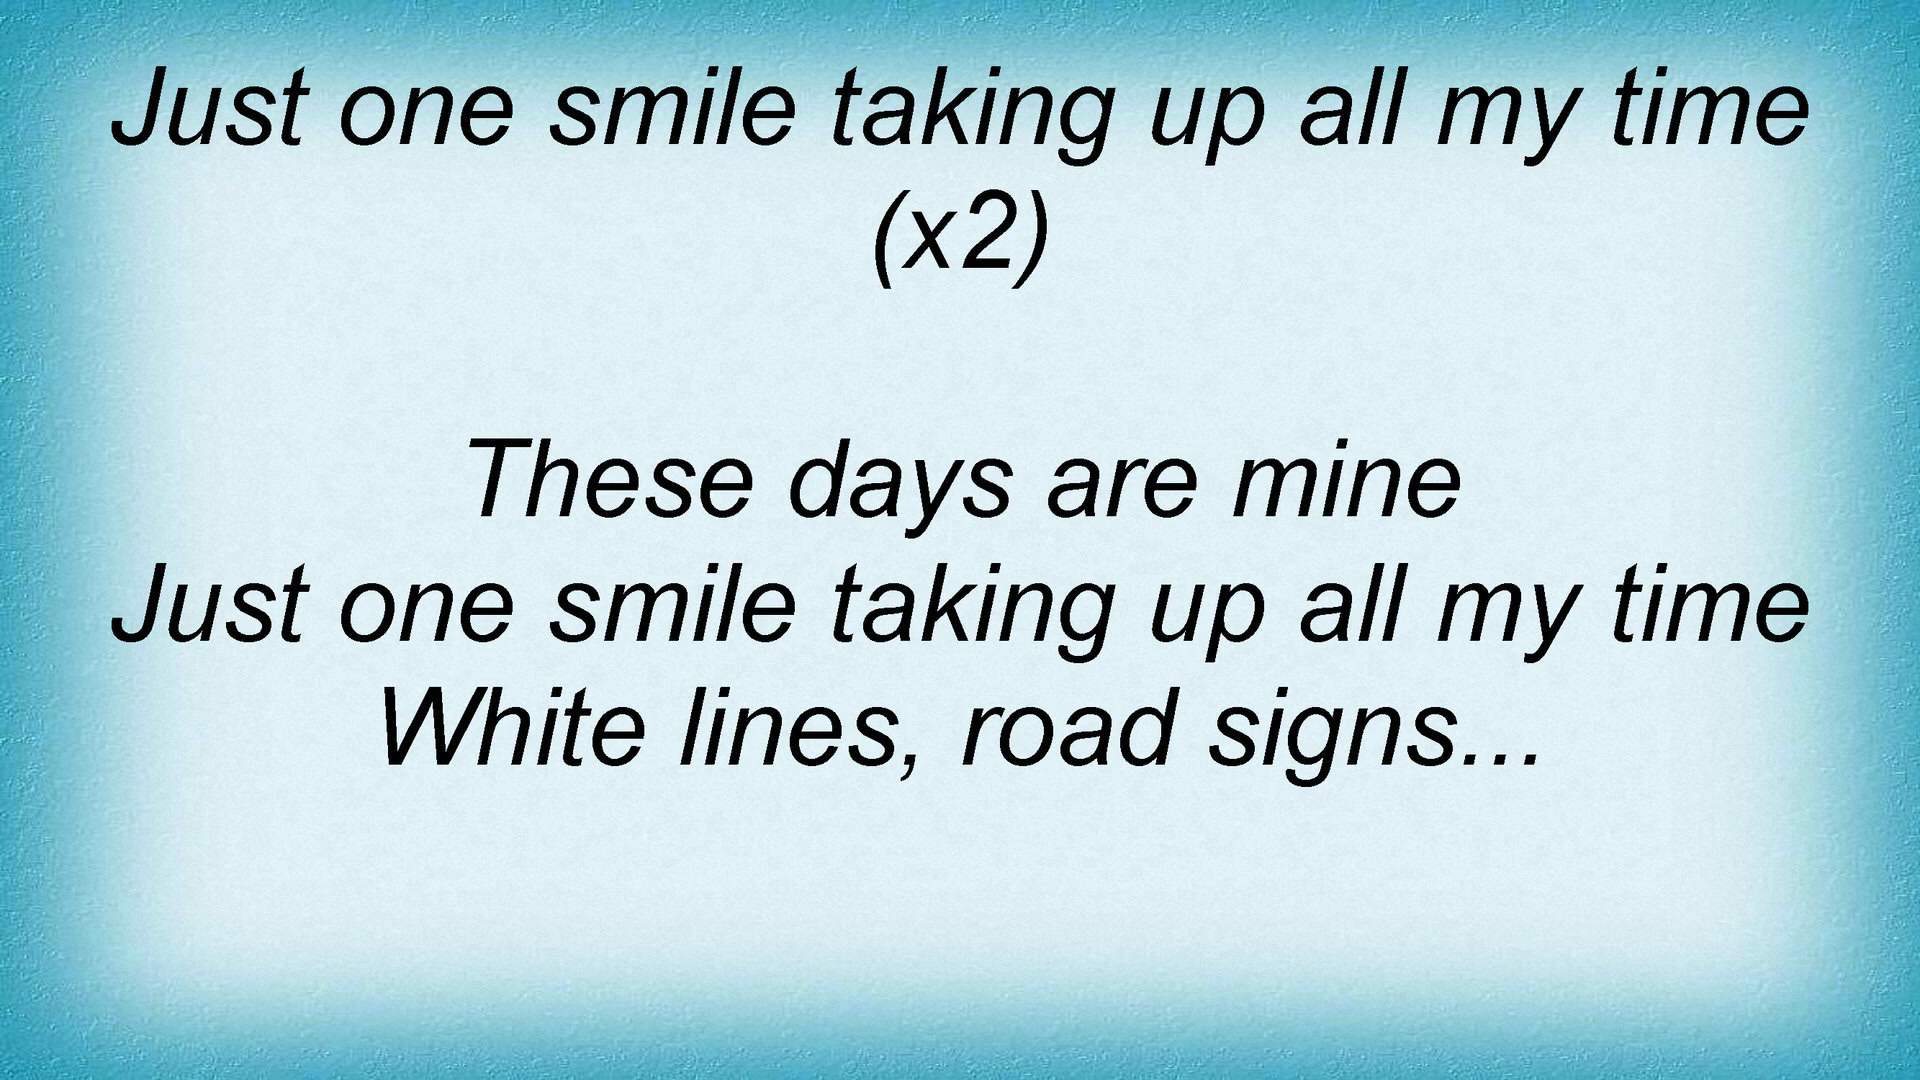 Just one smile taking up all my time
(x2)
These days are mine
Just one smile taking up all my time
White lines, road signs...